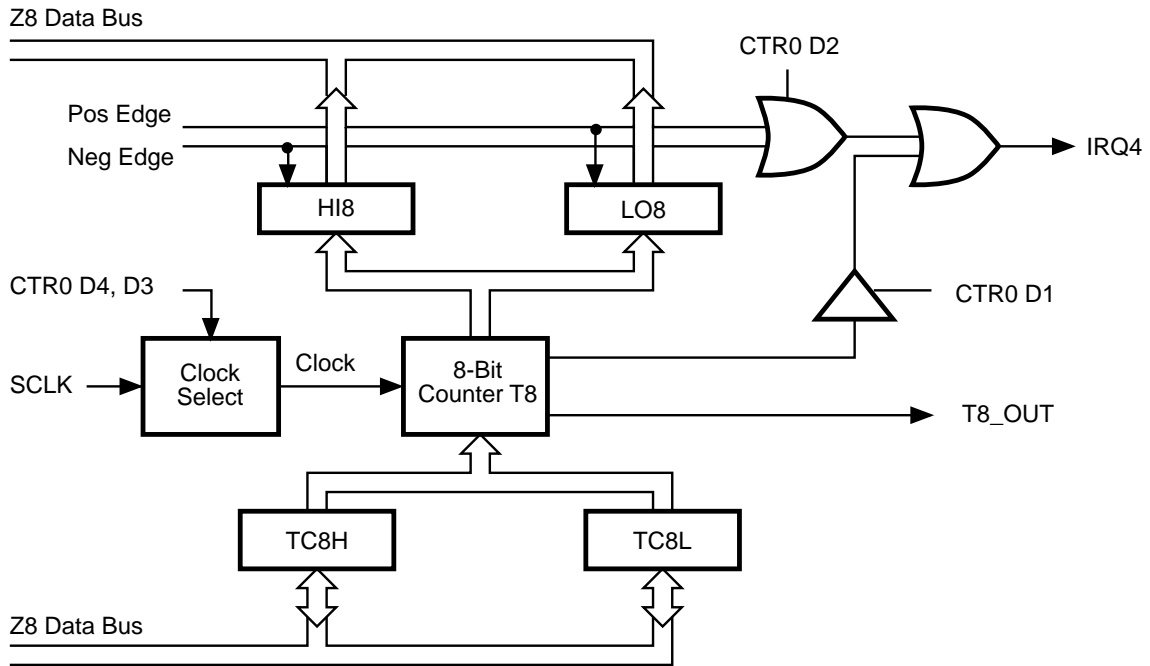 Z8 Data Bus
CTR0 D2
Pos Edge
Neg Edge
IRQ4
HI8
LO8
CTR0 D4, D3
CTR0 D1
Clock
Select
SCLK
Clock
8-Bit
Counter T8
T8_OUT
TC8H
TC8L
Z8 Data Bus